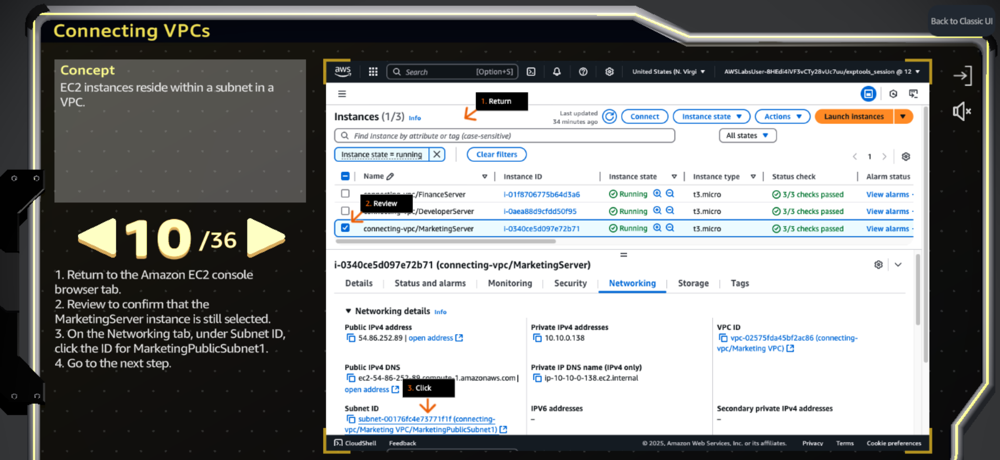 Back to Classic UI
Connecting VPCs
Concept
EC2 instances reside within a subnet in a
VPC.
10 /36
1. Return to the Amazon EC2 console
browser tab.
2. Review to confirm that the
MarketingServer instance is still selected.
3. On the Networking tab, under Subnet ID,
click the ID for MarketingPublicSubnet1.
4. Go to the next step.
aws
Search [Option+S]
United States (N. Virgi
AWSLabsUser-8HEdi4iVF3vCTy28vUc7uu/exptools_session @ 12
1. Return
Instances (1/3) Info
Last updated
34 minutes ago
Connect
Instance state
Actions
Launch instances
Find Instance by attribute or tag (case-sensitive)
All states
Instance state = running
Clear filters
1
Name Instance ID Instance state Instance type Status check Alarm status
/FinanceServer i-01f8706775b64d3a6 Running t3.micro 3/3 checks passed View alarms
2. Review
/DeveloperServer i-0aea88d9cfdd50f95 Running t3.micro 3/3 checks passed View alarms
connecting-vpc/MarketingServer i-0340ce5d097e72b71 Running t3.micro 3/3 checks passed View alarms
i-0340ce5d097e72b71 (connecting-vpc/MarketingServer)
Details Status and alarms Monitoring Security Networking Storage Tags
Networking details Info
Public IPv4 address
54.86.252.89 | open address
Private IPv4 addresses
10.10.0.138
VPC ID
vpc-02575fda45bf2ac86 (connecting-
vpc/Marketing VPC)
Public IPv4 DNS
ec2-54-86-252-89.compute-1.amazonaws.com |
open address
Private IP DNS name (IPv4 only)
ip-10-10-0-138.ec2.internal
3. Click
Subnet ID
subnet-00176fc4e73771f1f (connecting-
vpc/Marketing VPC/MarketingPublicSubnet1)
IPV6 addresses
–
Secondary private IPv4 addresses
–
CloudShell Feedback
© 2025, Amazon Web Services, Inc. or its affiliates. Privacy Terms Cookie preferences